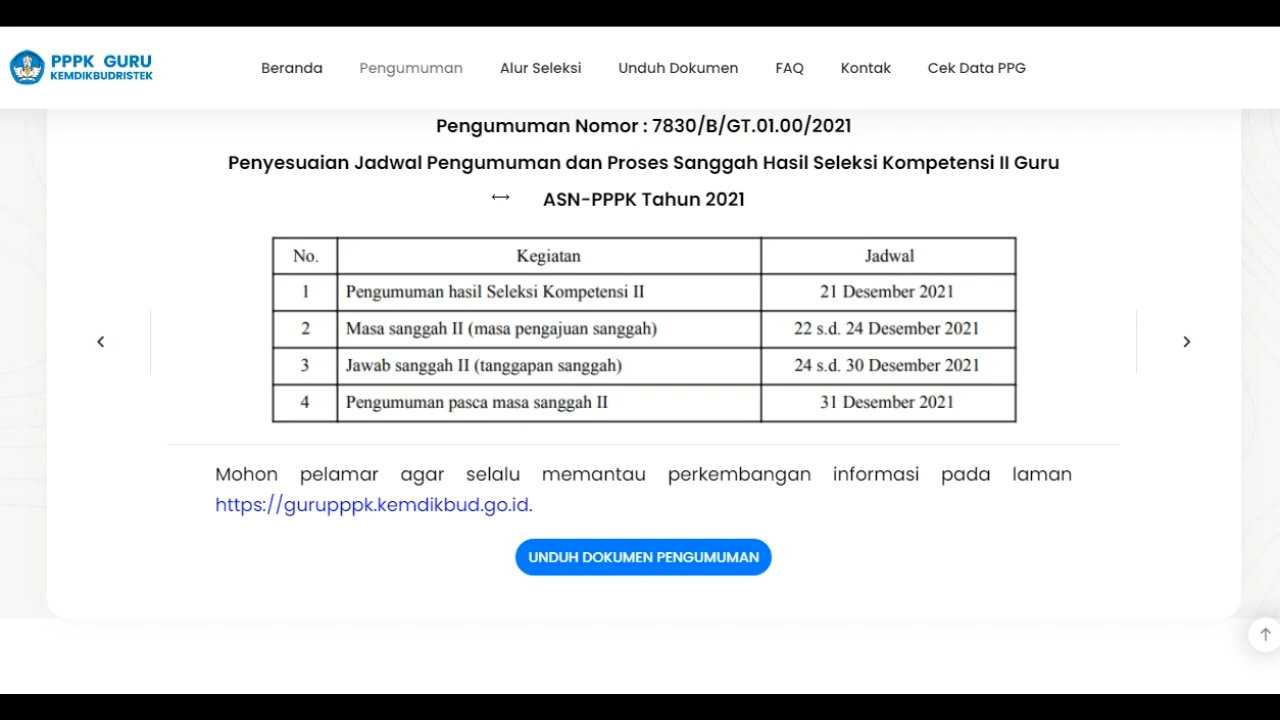 PPPK GURU
KEMDIKBUDRISTEK
Beranda Pengumuman Alur Seleksi Unduh Dokumen FAQ Kontak Cek Data PPG
Pengumuman Nomor : 7830/B/GT.01.00/2021
Penyesuaian Jadwal Pengumuman dan Proses Sanggah Hasil Seleksi Kompetensi II Guru
ASN-PPPK Tahun 2021
No. Kegiatan Jadwal
1 Pengumuman hasil Seleksi Kompetensi II 21 Desember 2021
2 Masa sanggah II (masa pengajuan sanggah) 22 s.d. 24 Desember 2021
3 Jawab sanggah II (tanggapan sanggah) 24 s.d. 30 Desember 2021
4 Pengumuman pasca masa sanggah II 31 Desember 2021
Mohon pelamar agar selalu memantau perkembangan informasi pada laman
https://gurupppk.kemdikbud.go.id.
UNDUH DOKUMEN PENGUMUMAN